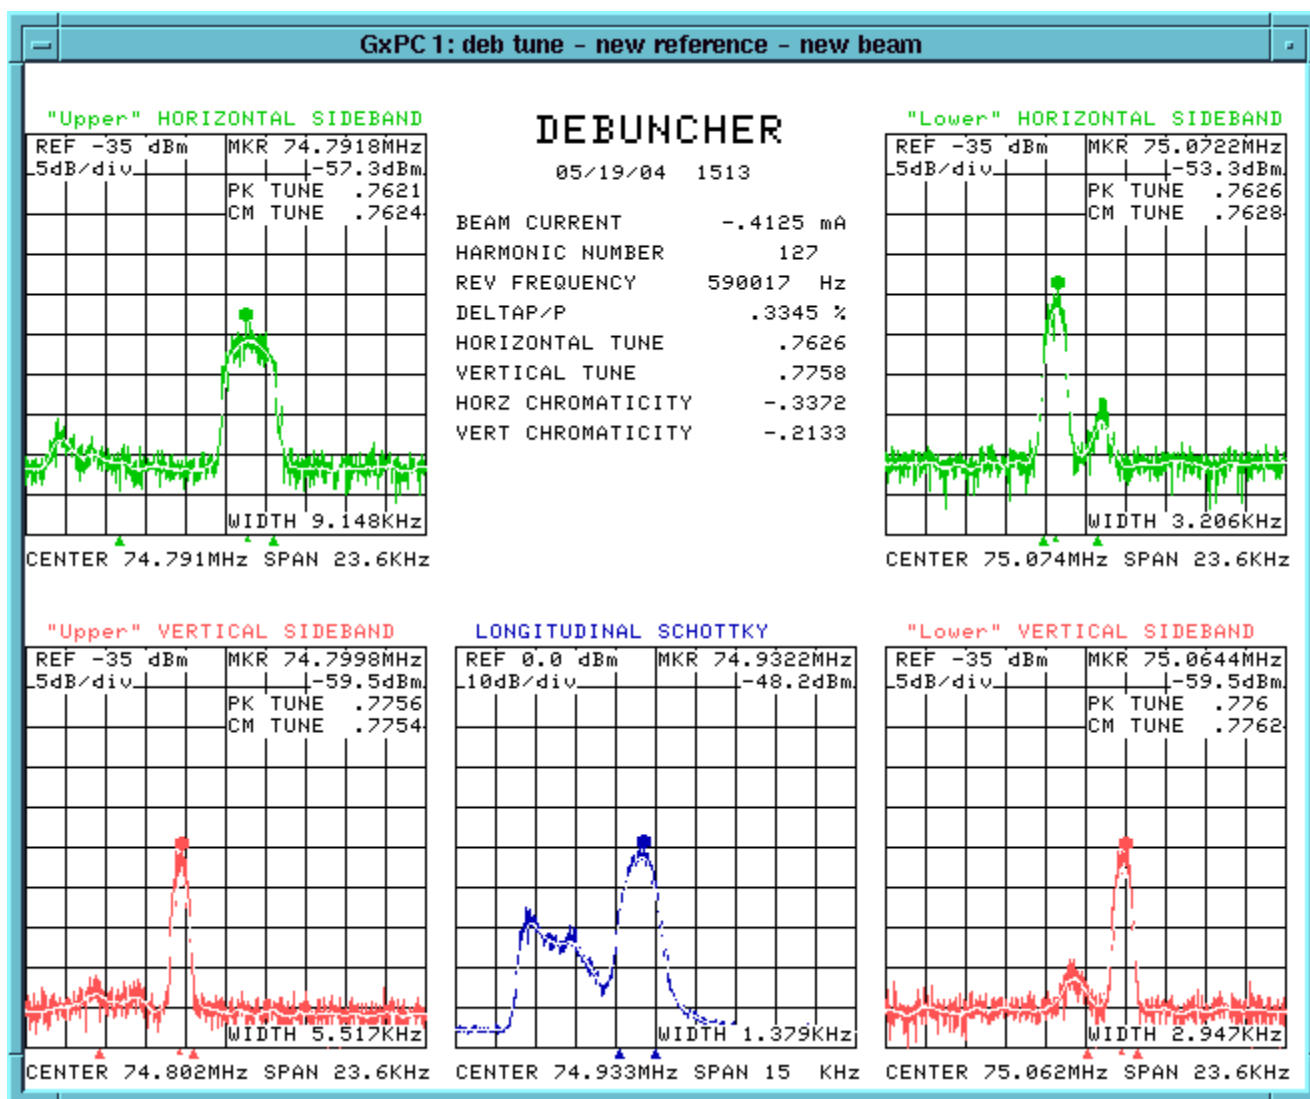 GxPC 1: deb tune - new reference - new beam
"Upper" HORIZONTAL SIDEBAND
REF -35 dBm MKR 74.7918MHz
5dB/div -57.3dBm
PK TUNE .7621
CM TUNE .7624
WIDTH 9.148KHz
CENTER 74.791MHz SPAN 23.6KHz
DEBUNCHER
05/19/04 1513
BEAM CURRENT -.4125 mA
HARMONIC NUMBER 127
REV FREQUENCY 590017 Hz
DELTAP/P .3345 %
HORIZONTAL TUNE .7626
VERTICAL TUNE .7758
HORZ CHROMATICITY -.3372
VERT CHROMATICITY -.2133
"Lower" HORIZONTAL SIDEBAND
REF -35 dBm MKR 75.0722MHz
5dB/div -53.3dBm
PK TUNE .7626
CM TUNE .7628
WIDTH 3.206KHz
CENTER 75.074MHz SPAN 23.6KHz
"Upper" VERTICAL SIDEBAND
REF -35 dBm MKR 74.7998MHz
5dB/div -59.5dBm
PK TUNE .7756
CM TUNE .7754
WIDTH 5.517KHz
CENTER 74.802MHz SPAN 23.6KHz
LONGITUDINAL SCHOTTKY
REF 0.0 dBm MKR 74.9322MHz
10dB/div -48.2dBm
WIDTH 1.379KHz
CENTER 74.933MHz SPAN 15 KHz
"Lower" VERTICAL SIDEBAND
REF -35 dBm MKR 75.0644MHz
5dB/div -59.5dBm
PK TUNE .776
CM TUNE .7762
WIDTH 2.947KHz
CENTER 75.062MHz SPAN 23.6KHz